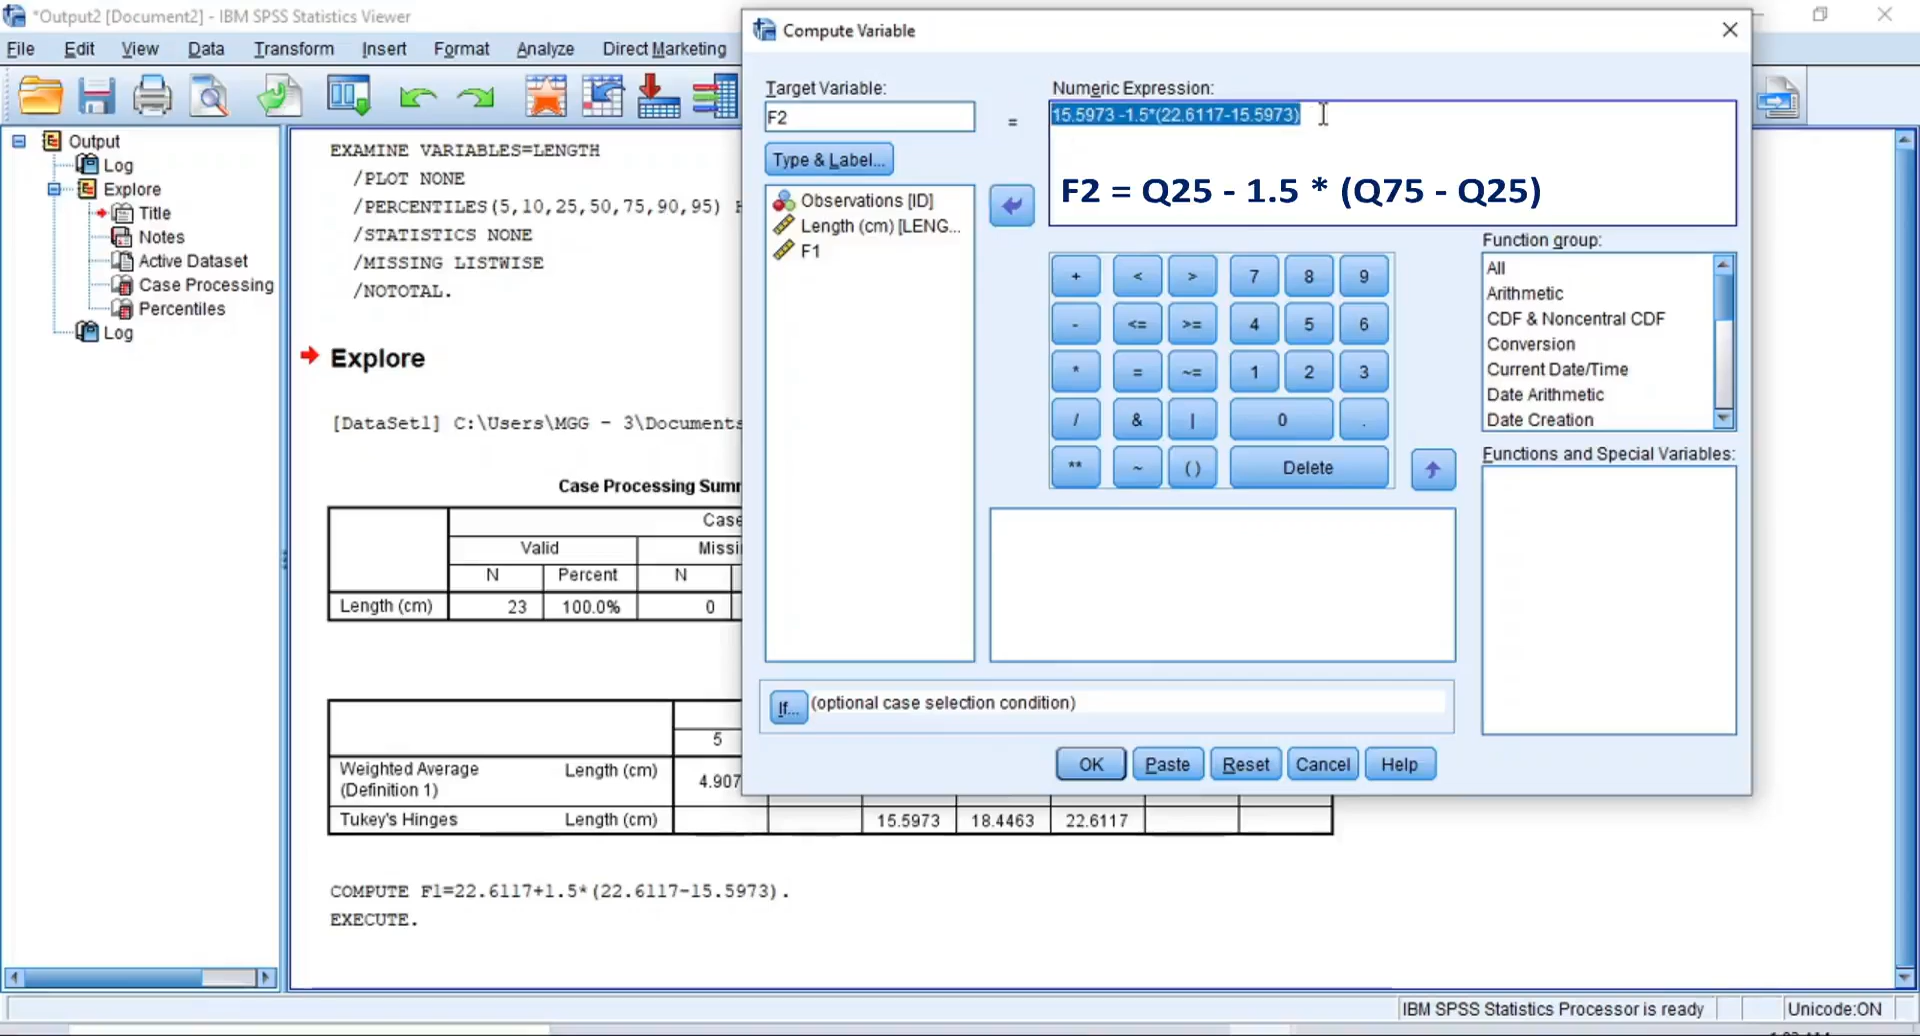 *Output2 [Document2] - IBM SPSS Statistics Viewer
File Edit View Data Transform Insert Format Analyze Direct Marketing
Output
Log
Explore
Title
Notes
Active Dataset
Case Processing
Percentiles
Log
EXAMINE VARIABLES=LENGTH
/PLOT NONE
/PERCENTILES(5,10,25,50,75,90,95)
/STATISTICS NONE
/MISSING LISTWISE
/NOTOTAL.
Explore
[DataSet1] C:\Users\MGG - 3\Documents
Case Processing Summ
Case
Valid Missi
N Percent N
Length (cm) 23 100.0% 0
5
Weighted Average Length (cm) 4.907
(Definition 1)
Tukey's Hinges Length (cm) 15.5973 18.4463 22.6117
COMPUTE F1=22.6117+1.5*(22.6117-15.5973).
EXECUTE.
Compute Variable
Target Variable:
F2
=
Type & Label...
Observations [ID]
Length (cm) [LENG...
F1
Numeric Expression:
15.5973 -1.5*(22.6117-15.5973)
F2 = Q25 - 1.5 * (Q75 - Q25)
+ < > 7 8 9
- <= >= 4 5 6
* = ~= 1 2 3
/ & | 0 .
** ~ () Delete
Function group:
All
Arithmetic
CDF & Noncentral CDF
Conversion
Current Date/Time
Date Arithmetic
Date Creation
Functions and Special Variables:
If... (optional case selection condition)
OK Paste Reset Cancel Help
IBM SPSS Statistics Processor is ready Unicode:ON